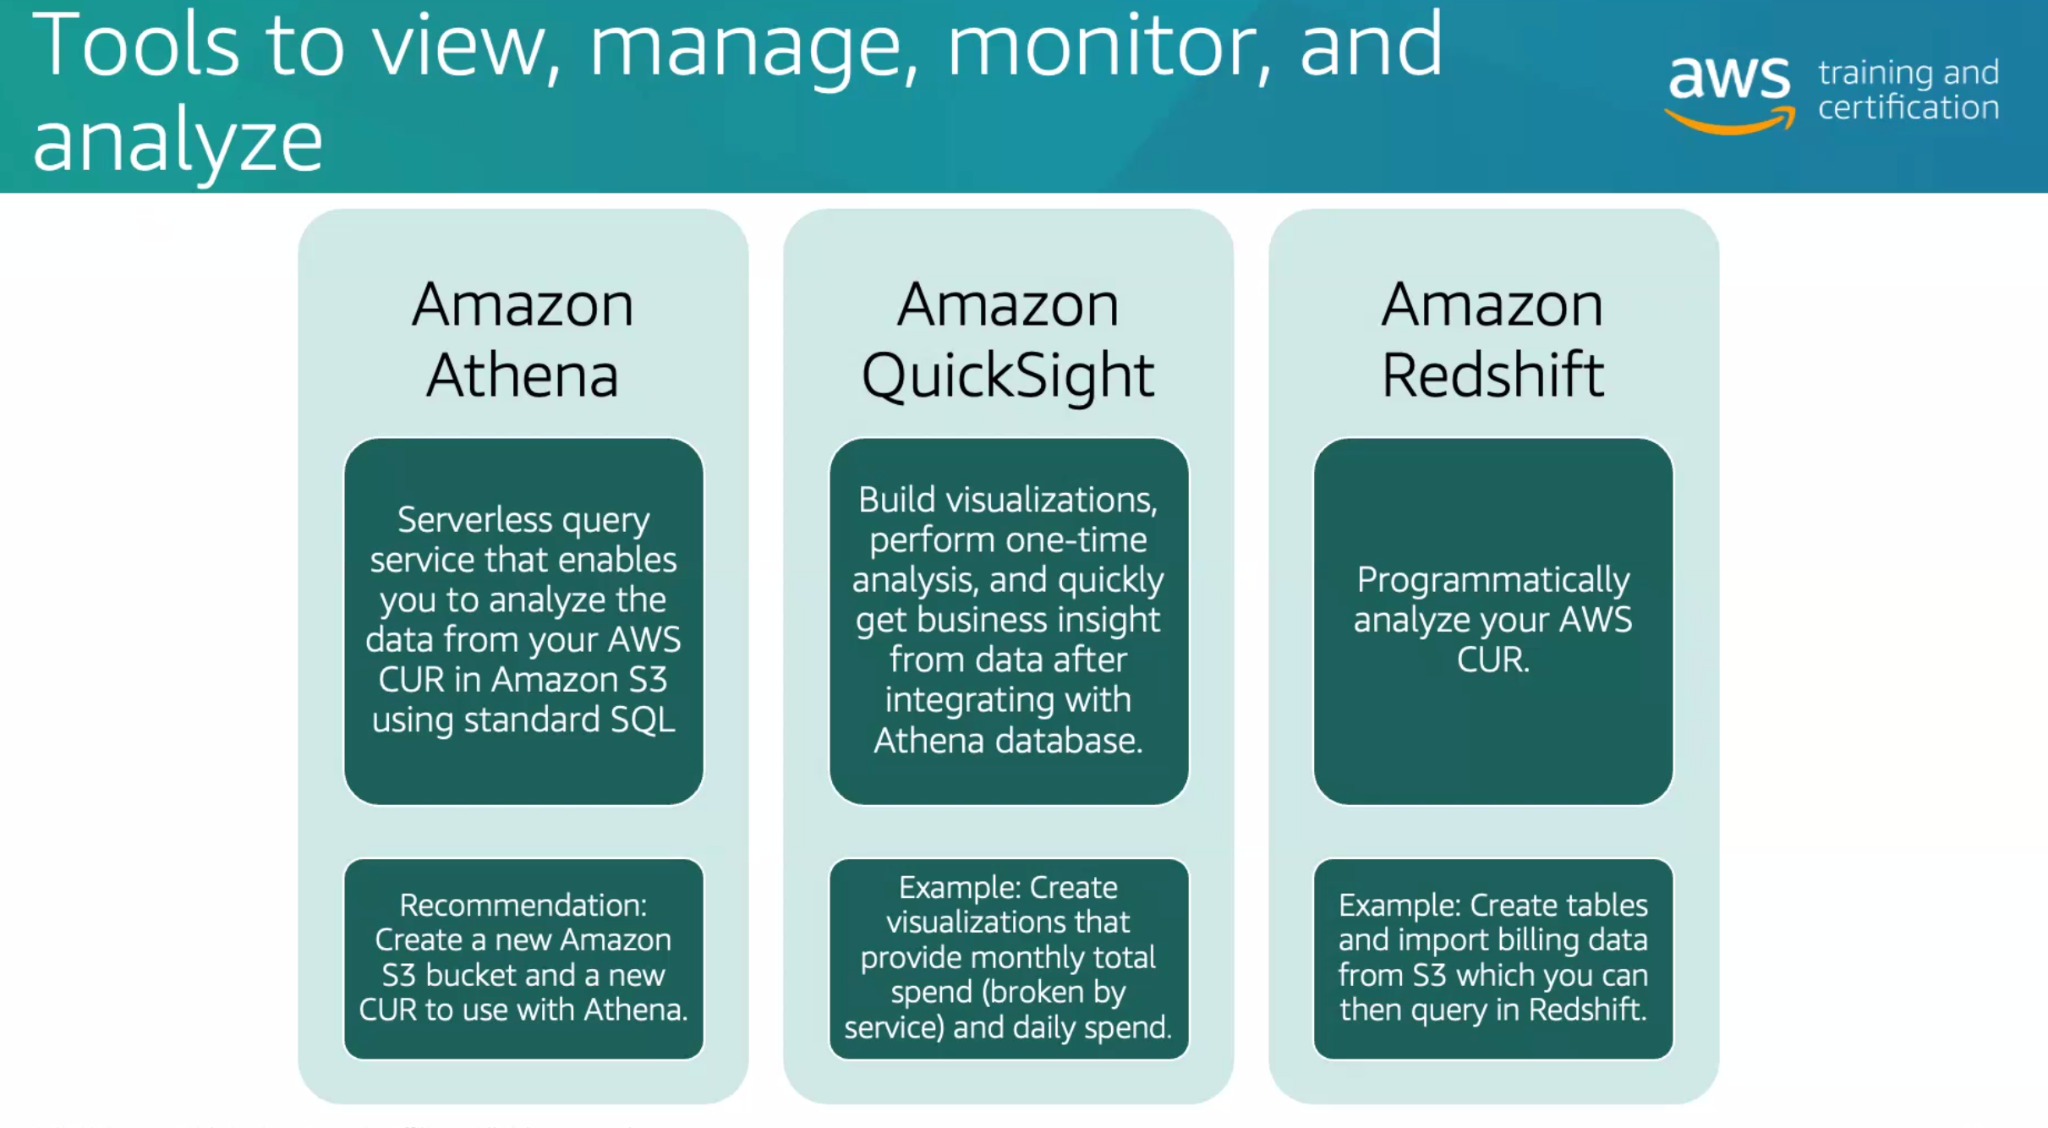 Tools to view, manage, monitor, and
analyze
aws
training and
certification
Amazon
Athena
Serverless query
service that enables
you to analyze the
data from your AWS
CUR in Amazon S3
using standard SQL
Recommendation:
Create a new Amazon
S3 bucket and a new
CUR to use with Athena.
Amazon
QuickSight
Build visualizations,
perform one-time
analysis, and quickly
get business insight
from data after
integrating with
Athena database.
Example: Create
visualizations that
provide monthly total
spend (broken by
service) and daily spend.
Amazon
Redshift
Programmatically
analyze your AWS
CUR.
Example: Create tables
and import billing data
from S3 which you can
then query in Redshift.